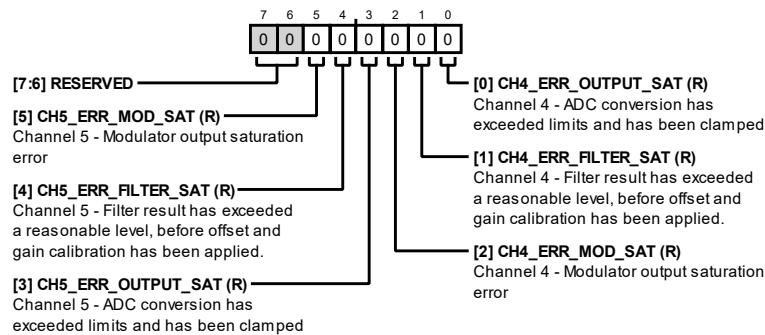 7 6 5 4 3 2 1 0
0 0 0 0 0 0 0 0
[7:6] RESERVED
[5] CH5_ERR_MOD_SAT (R)
Channel 5 - Modulator output saturation
error
[4] CH5_ERR_FILTER_SAT (R)
Channel 5 - Filter result has exceeded
a reasonable level, before offset and
gain calibration has been applied.
[3] CH5_ERR_OUTPUT_SAT (R)
Channel 5 - ADC conversion has
exceeded limits and has been clamped
[0] CH4_ERR_OUTPUT_SAT (R)
Channel 4 - ADC conversion has
exceeded limits and has been clamped
[1] CH4_ERR_FILTER_SAT (R)
Channel 4 - Filter result has exceeded
a reasonable level, before offset and
gain calibration has been applied.
[2] CH4_ERR_MOD_SAT (R)
Channel 4 - Modulator output saturation
error